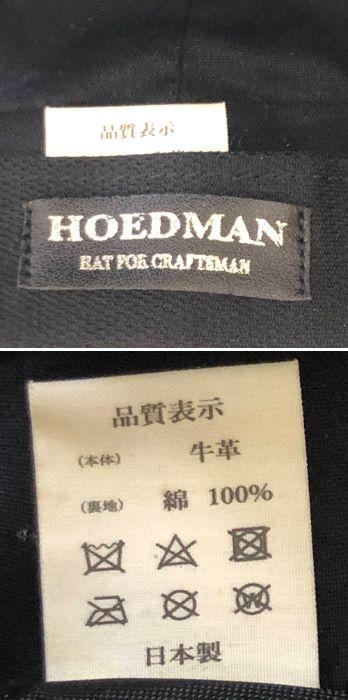 品質表示
HOEDMAN
HAT FOR CRAFTSMAN
品質表示
(本体) 牛革
(裏地) 綿 100%
日本製